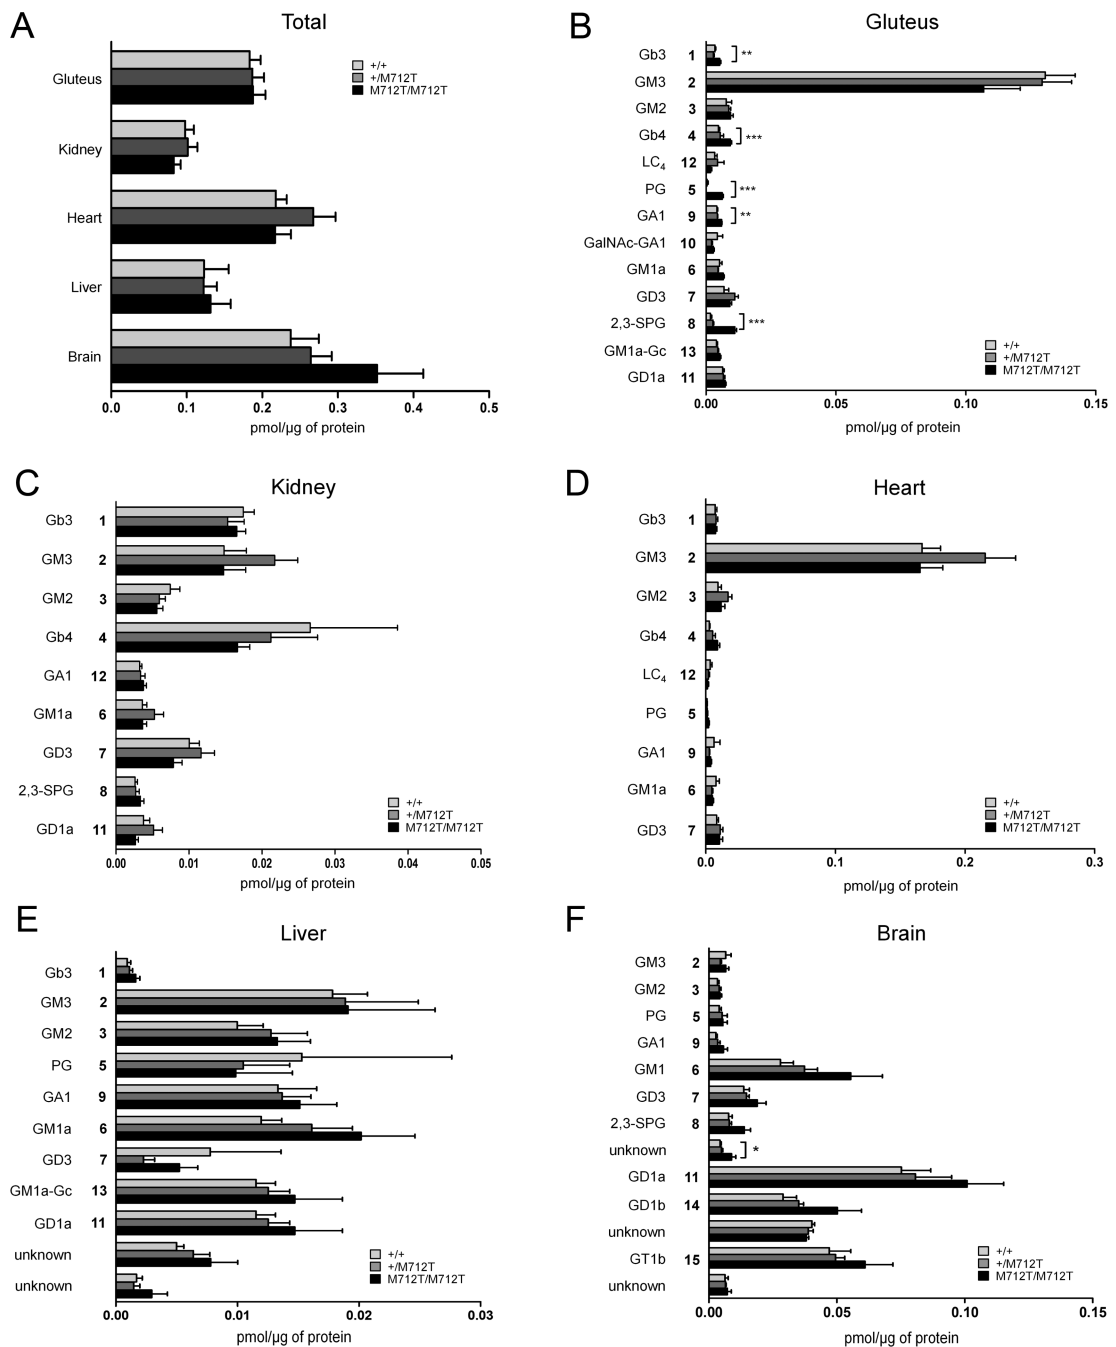 A
Total
Gluteus
Kidney
Heart
Liver
Brain
+/+
+/M712T
M712T/M712T
0.0 0.1 0.2 0.3 0.4 0.5
pmol/µg of protein
B
Gluteus
Gb3 1 **
GM3 2
GM2 3
Gb4 4 ***
LC4 12
PG 5 ***
GA1 9 **
GalNAc-GA1 10
GM1a 6
GD3 7
2,3-SPG 8 ***
GM1a-Gc 13
GD1a 11
+/+
+/M712T
M712T/M712T
0.00 0.05 0.10 0.15
pmol/µg of protein
C
Kidney
Gb3 1
GM3 2
GM2 3
Gb4 4
GA1 12
GM1a 6
GD3 7
2,3-SPG 8
GD1a 11
+/+
+/M712T
M712T/M712T
0.00 0.01 0.02 0.03 0.04 0.05
pmol/µg of protein
D
Heart
Gb3 1
GM3 2
GM2 3
Gb4 4
LC4 12
PG 5
GA1 9
GM1a 6
GD3 7
+/+
+/M712T
M712T/M712T
0.0 0.1 0.2 0.3
pmol/µg of protein
E
Liver
Gb3 1
GM3 2
GM2 3
PG 5
GA1 9
GM1a 6
GD3 7
GM1a-Gc 13
GD1a 11
unknown
unknown
+/+
+/M712T
M712T/M712T
0.00 0.01 0.02 0.03
pmol/µg of protein
F
Brain
GM3 2
GM2 3
PG 5
GA1 9
GM1 6
GD3 7
2,3-SPG 8
unknown *
GD1a 11
GD1b 14
unknown
GT1b 15
unknown
+/+
+/M712T
M712T/M712T
0.00 0.05 0.10 0.15
pmol/µg of protein